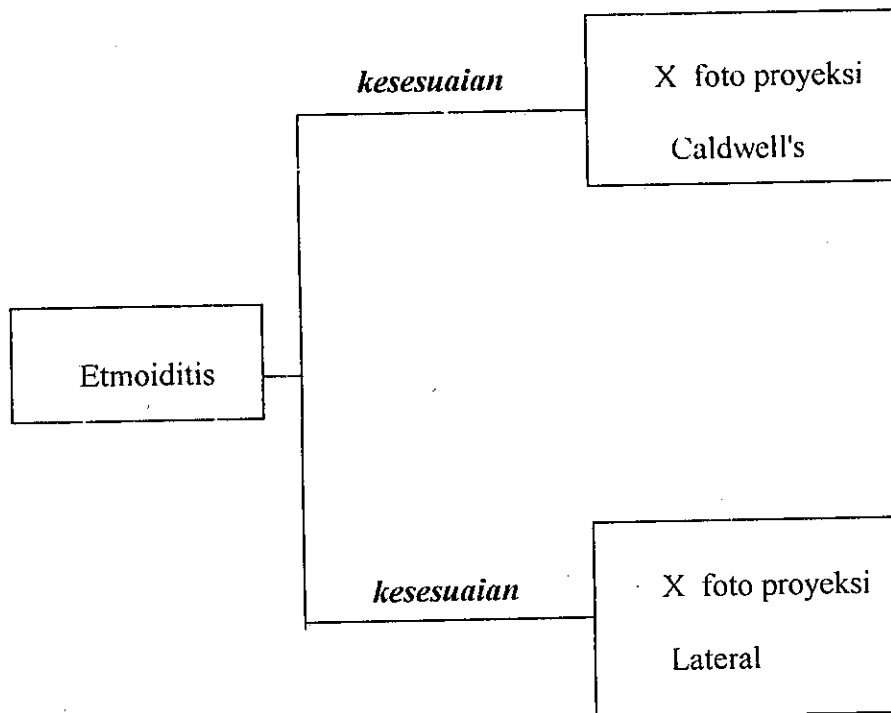 kesesuaian
X foto proyeksi
Caldwell's
Etmoiditis
kesesuaian
X foto proyeksi
Lateral